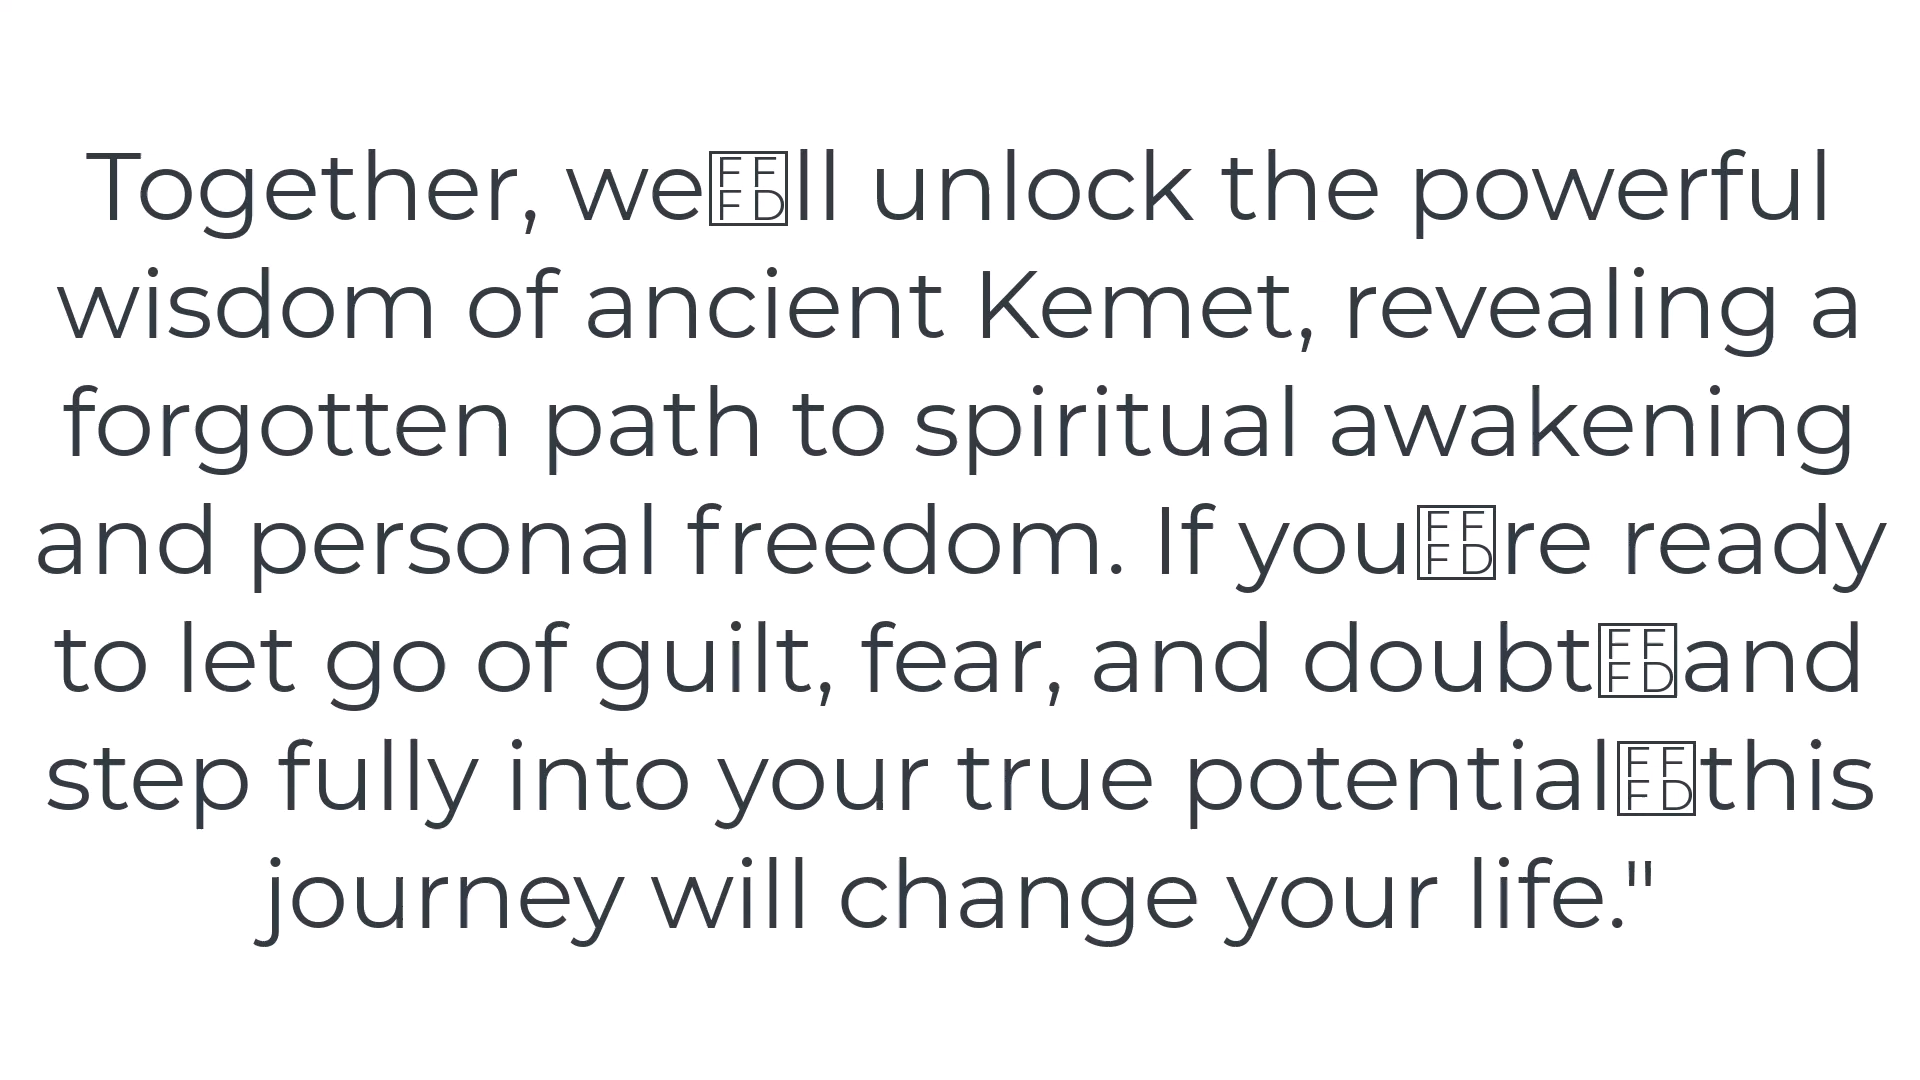 Together, we�ll unlock the powerful
wisdom of ancient Kemet, revealing a
forgotten path to spiritual awakening
and personal freedom. If you�re ready
to let go of guilt, fear, and doubt�and
step fully into your true potential�this
journey will change your life."